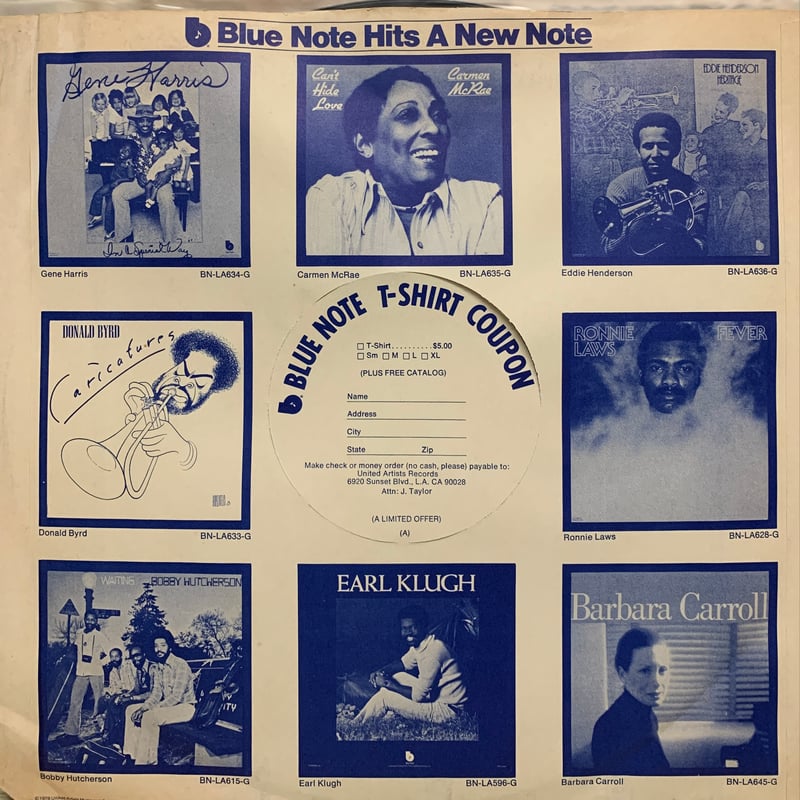 Blue Note Hits A New Note
Gene Harris
"In A Special Way"
Gene Harris BN-LA634-G
Can't Hide Love
Carmen McRae
Carmen McRae BN-LA635-G
EDDIE HENDERSON
HERITAGE
Eddie Henderson BN-LA636-G
DONALD BYRD
Caricatures
Donald Byrd BN-LA633-G
BLUE NOTE T-SHIRT COUPON
T-Shirt..........$5.00
Sm M L XL
(PLUS FREE CATALOG)
Name
Address
City
State Zip
Make check or money order (no cash, please) payable to:
United Artists Records
6920 Sunset Blvd., L.A. CA 90028
Attn: J. Taylor
(A LIMITED OFFER)
(A)
RONNIE LAWS
FEVER
Ronnie Laws BN-LA628-G
WAITING BOBBY HUTCHERSON
Bobby Hutcherson BN-LA615-G
EARL KLUGH
Earl Klugh BN-LA596-G
Barbara Carroll
Barbara Carroll BN-LA645-G